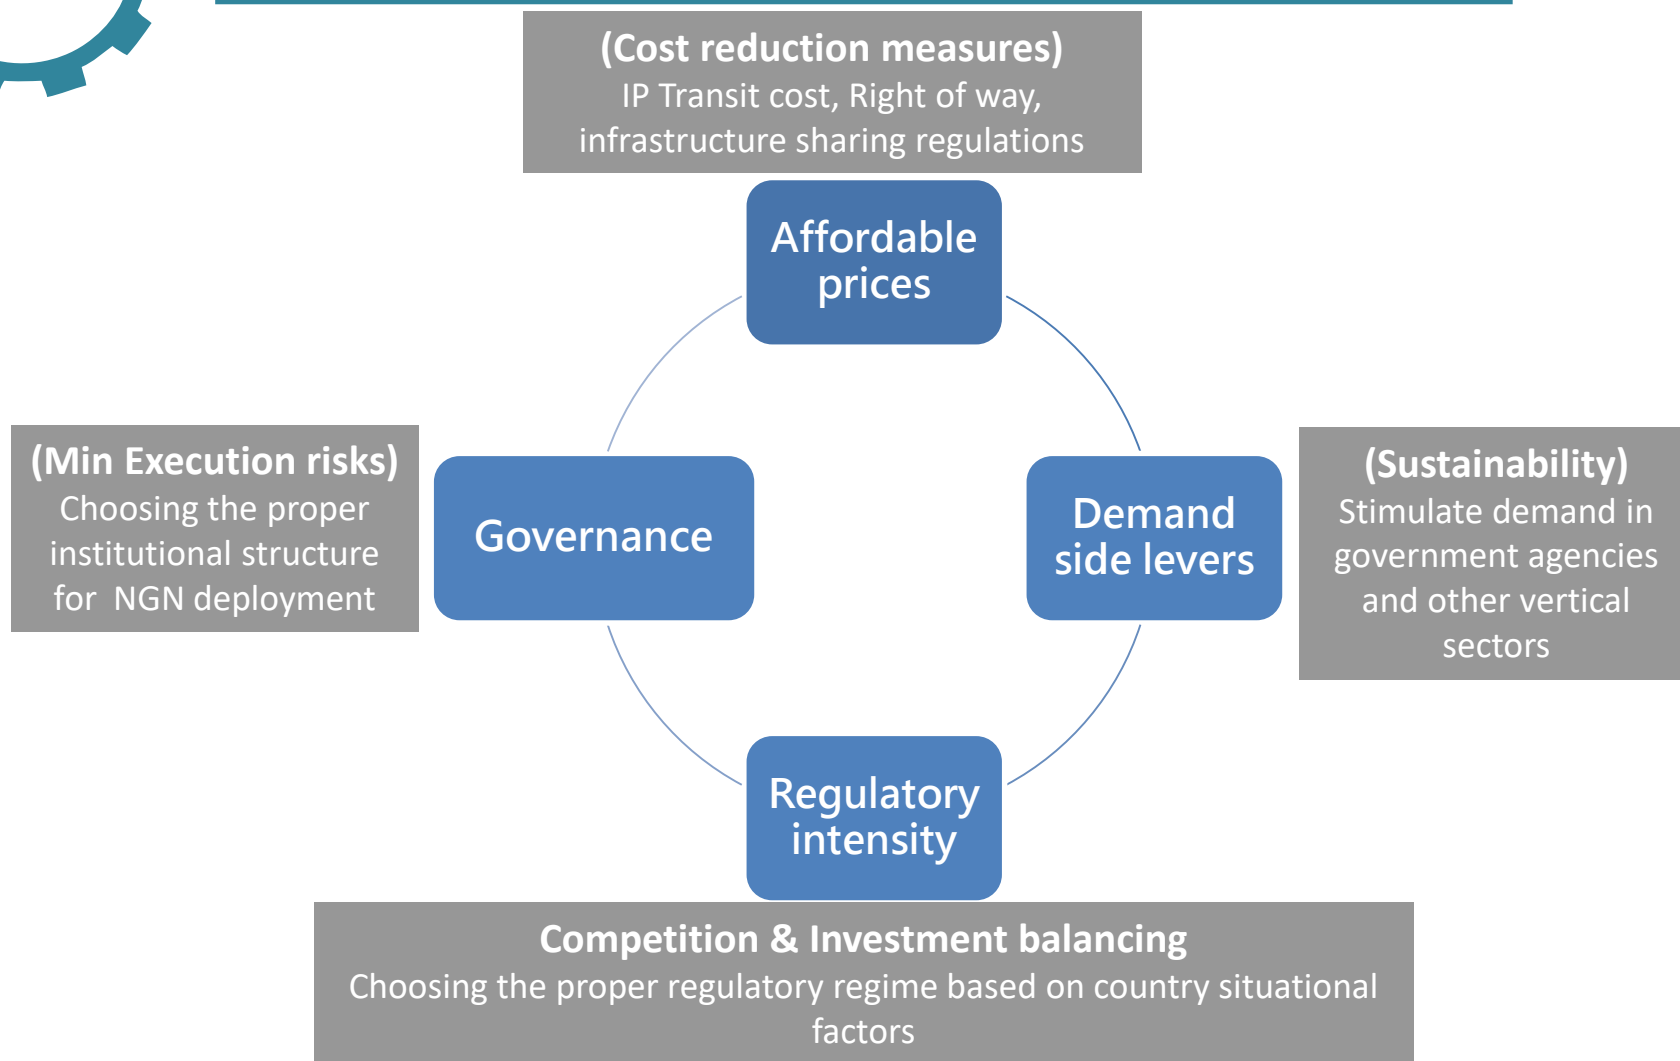 (Cost reduction measures)
IP Transit cost, Right of way,
infrastructure sharing regulations
Affordable
prices
(Min Execution risks)
Choosing the proper
institutional structure
for  NGN deployment
Governance
Demand
side levers
(Sustainability)
Stimulate demand in
government agencies
and other vertical
sectors
Regulatory
intensity
Competition & Investment balancing
Choosing the proper regulatory regime based on country situational
factors